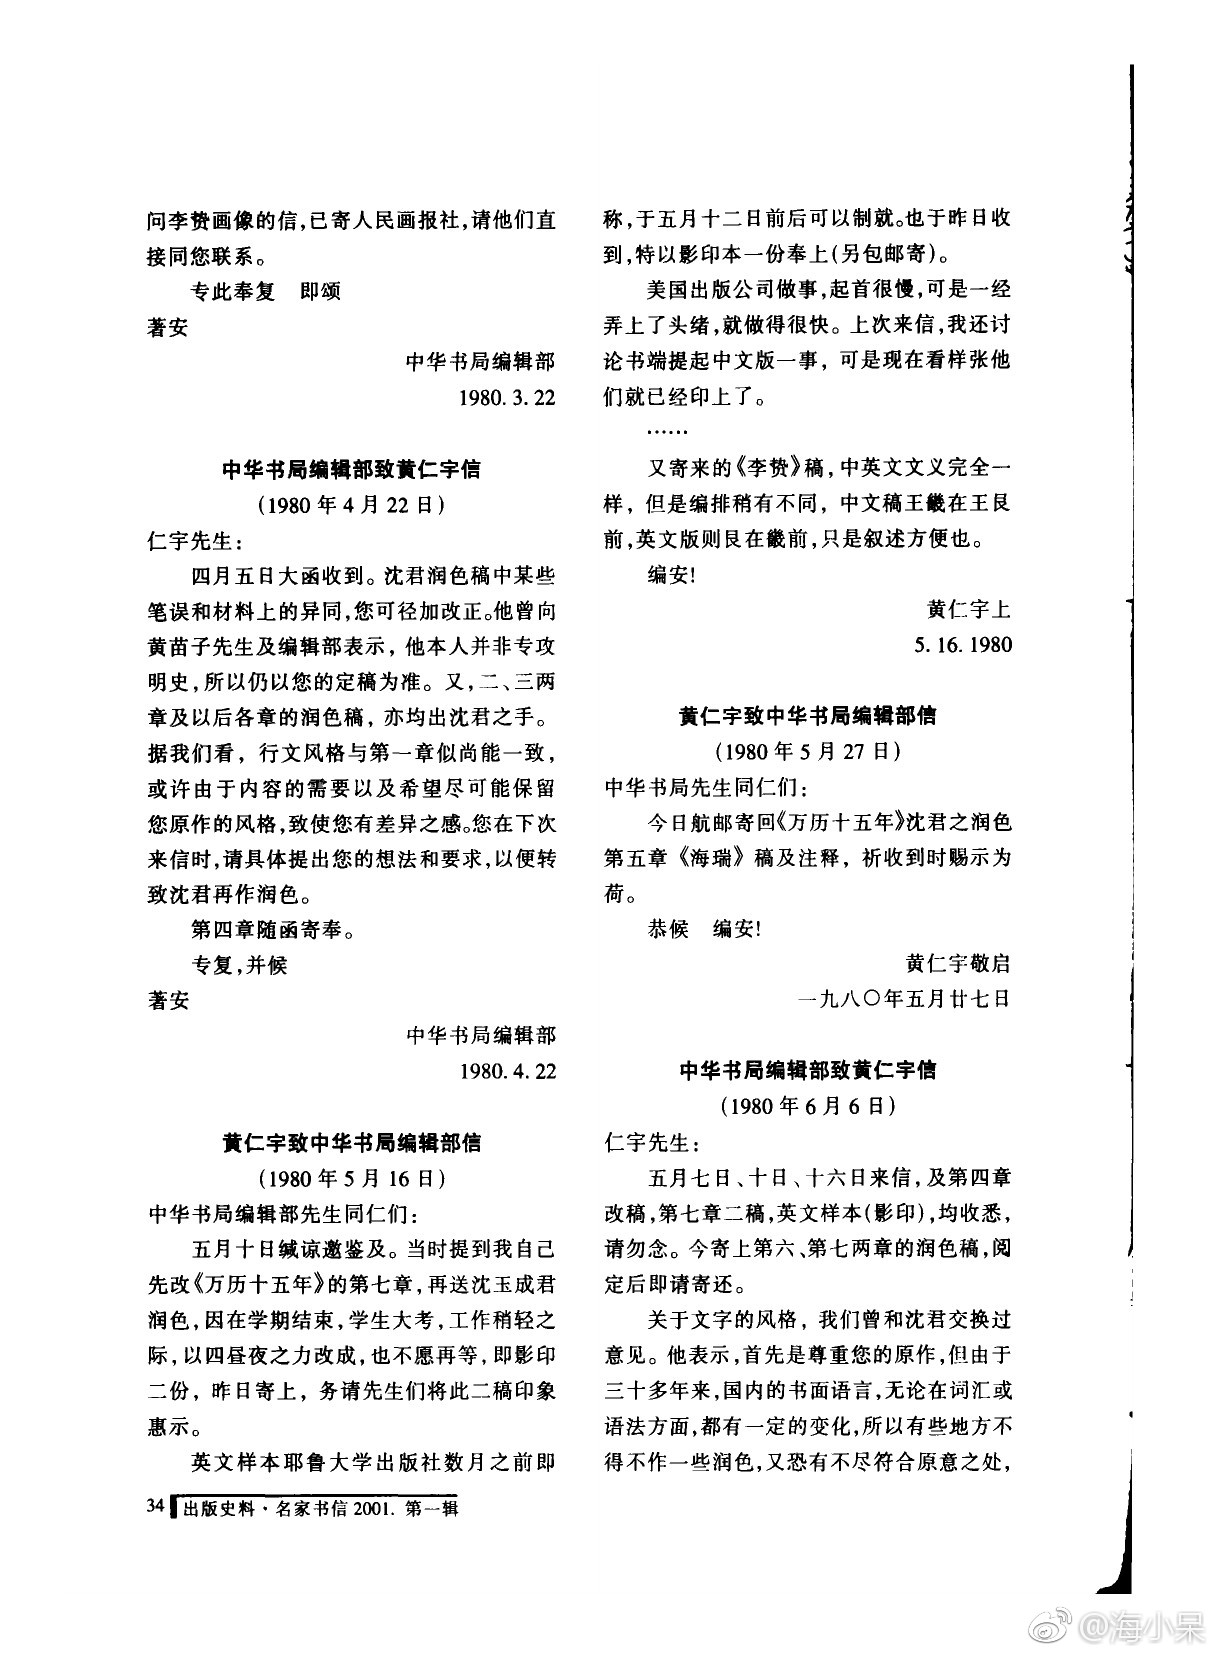 问李贽画像的信,已寄人民画报社,请他们直
接同您联系。
专此奉复 即颂
著安
中华书局编辑部
1980. 3. 22
中华书局编辑部致黄仁宇信
(1980 年 4 月 22 日)
仁宇先生:
四月五日大函收到。沈君润色稿中某些
笔误和材料上的异同,您可径加改正。他曾向
黄苗子先生及编辑部表示, 他本人并非专攻
明史,所以仍以您的定稿为准。又,二、三两
章及以后各章的润色稿, 亦均出沈君之手。
据我们看, 行文风格与第一章似尚能一致,
或许由于内容的需要以及希望尽可能保留
您原作的风格,致使您有差异之感。您在下次
来信时,请具体提出您的想法和要求,以便转
致沈君再作润色。
第四章随函寄奉。
专复,并候
著安
中华书局编辑部
1980. 4. 22
黄仁宇致中华书局编辑部信
(1980 年 5 月 16 日)
中华书局编辑部先生同仁们:
五月十日缄谅邀鉴及。当时提到我自己
先改《万历十五年》的第七章,再送沈玉成君
润色,因在学期结束,学生大考,工作稍轻之
际,以四昼夜之力改成,也不愿再等,即影印
二份, 昨日寄上, 务请先生们将此二稿印象
惠示。
英文样本耶鲁大学出版社数月之前即
称,于五月十二日前后可以制就。也于昨日收
到,特以影印本一份奉上(另包邮寄)。
美国出版公司做事,起首很慢,可是一经
弄上了头绪,就做得很快。上次来信,我还讨
论书端提起中文版一事, 可是现在看样张他
们就已经印上了。
……
又寄来的《李贽》稿,中英文文义完全一
样, 但是编排稍有不同, 中文稿王畿在王艮
前,英文版则艮在畿前,只是叙述方便也。
编安!
黄仁宇上
5. 16. 1980
黄仁宇致中华书局编辑部信
(1980 年 5 月 27 日)
中华书局先生同仁们:
今日航邮寄回《万历十五年》沈君之润色
第五章《海瑞》稿及注释, 祈收到时赐示为
荷。
恭候 编安!
黄仁宇敬启
一九八〇年五月廿七日
中华书局编辑部致黄仁宇信
(1980 年 6 月 6 日)
仁宇先生:
五月七日、十日、十六日来信,及第四章
改稿,第七章二稿,英文样本(影印),均收悉,
请勿念。今寄上第六、第七两章的润色稿,阅
定后即请寄还。
关于文字的风格, 我们曾和沈君交换过
意见。他表示,首先是尊重您的原作,但由于
三十多年来,国内的书面语言,无论在词汇或
语法方面,都有一定的变化,所以有些地方不
得不作一些润色,又恐有不尽符合原意之处,
34 出版史料·名家书信 2001. 第一辑
@海小呆